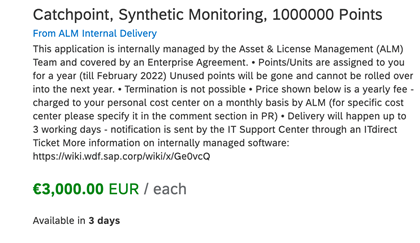 Catchpoint, Synthetic Monitoring, 1000000 Points
From ALM Internal Delivery
This application is internally managed by the Asset & License Management (ALM)
Team and covered by an Enterprise Agreement. • Points/Units are assigned to you
for a year (till February 2022) Unused points will be gone and cannot be rolled over
into the next year. • Termination is not possible • Price shown below is a yearly fee -
charged to your personal cost center on a monthly basis by ALM (for specific cost
center please specify it in the comment section in PR) • Delivery will happen up to
3 working days - notification is sent by the IT Support Center through an ITdirect
Ticket More information on internally managed software:
https://wiki.wdf.sap.corp/wiki/x/Ge0vcQ
€3,000.00 EUR / each
Available in 3 days